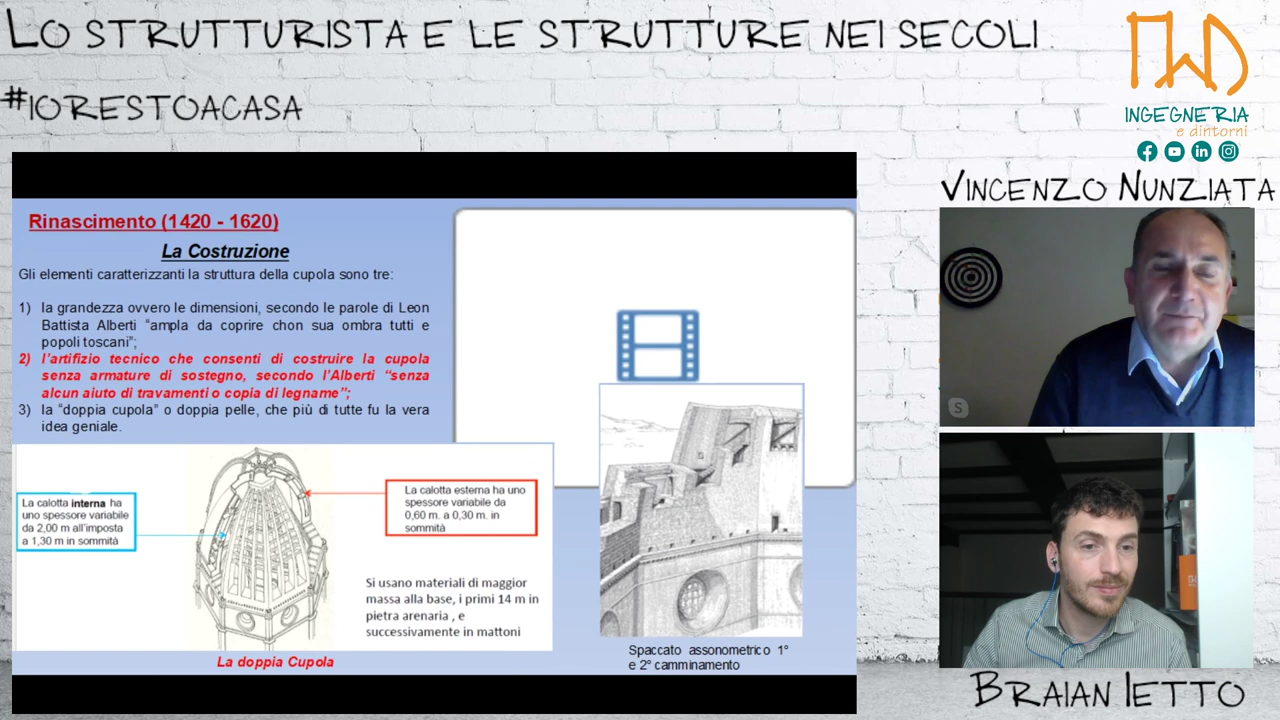 LO STRUTTURISTA E LE STRUTTURE NEI SECOLI
#IORESTOACASA
INGEGNERIA
e dintorni
VINCENZO NUNZIATA
Rinascimento (1420 - 1620)
La Costruzione
Gli elementi caratterizzanti la struttura della cupola sono tre:
1) la grandezza ovvero le dimensioni, secondo le parole di Leon
Battista Alberti “ampla da coprire chon sua ombra tutti e
popoli toscani”;
2) l’artifizio tecnico che consenti di costruire la cupola
senza armature di sostegno, secondo l’Alberti “senza
alcun aiuto di travamenti o copia di legname”;
3) la “doppia cupola” o doppia pelle, che più di tutte fu la vera
idea geniale.
La calotta interna ha
uno spessore variabile
da 2,00 m all’imposta
a 1,30 m in sommità
La calotta esterna ha uno
spessore variabile da
0,60 m. a 0,30 m. in
sommità
Si usano materiali di maggior
massa alla base, i primi 14 m in
pietra arenaria , e
successivamente in mattoni
La doppia Cupola
Spaccato assonometrico 1°
e 2° camminamento
S
BRAIAN IETTO